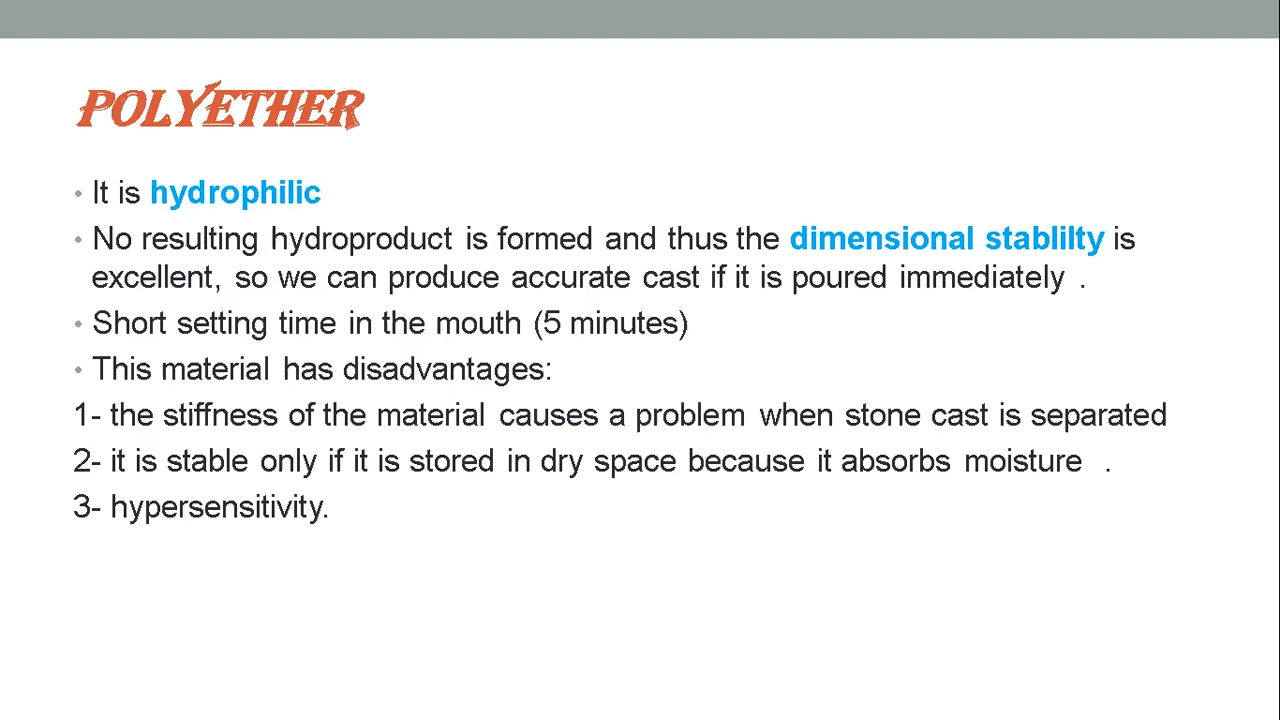 POLYETHER
• It is hydrophilic
• No resulting hydroproduct is formed and thus the dimensional stablilty is
excellent, so we can produce accurate cast if it is poured immediately .
• Short setting time in the mouth (5 minutes)
• This material has disadvantages:
1- the stiffness of the material causes a problem when stone cast is separated
2- it is stable only if it is stored in dry space because it absorbs moisture .
3- hypersensitivity.